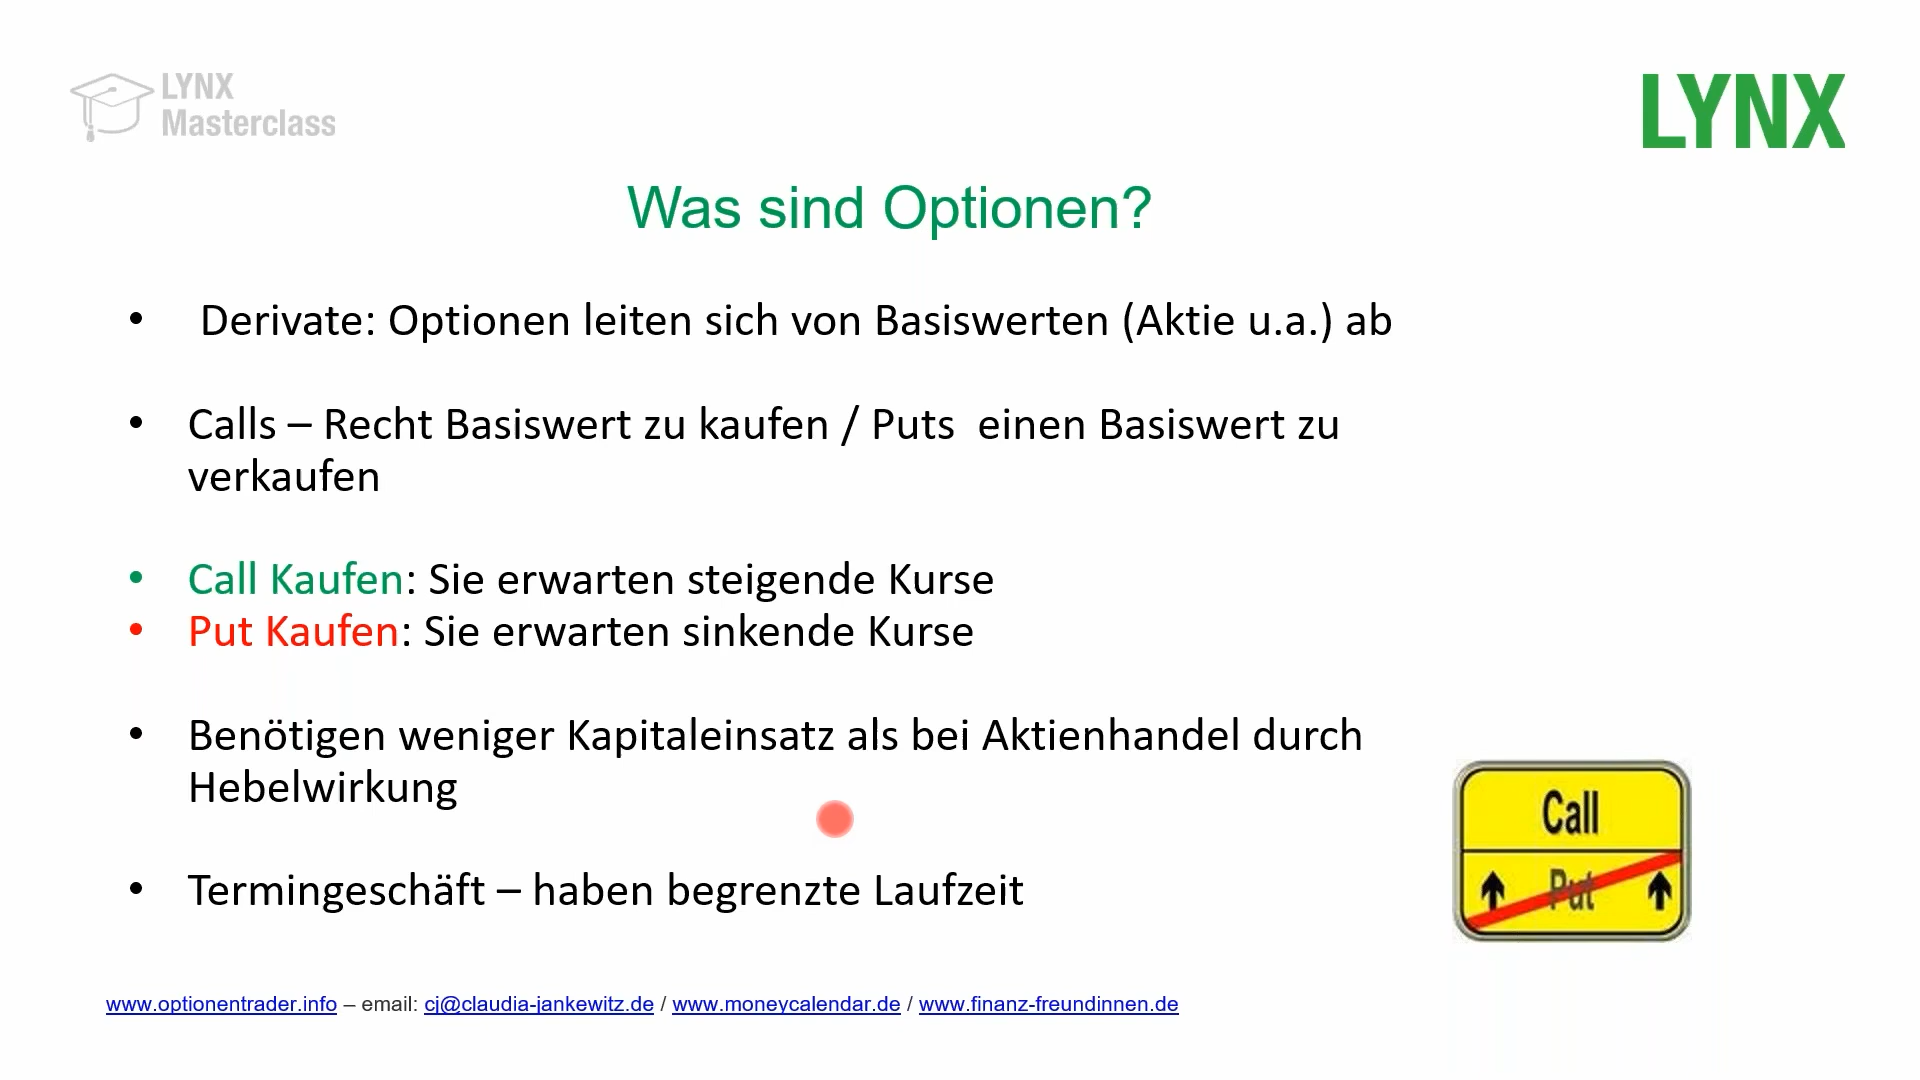 LYNX
Masterclass
LYNX
Was sind Optionen?
• Derivate: Optionen leiten sich von Basiswerten (Aktie u.a.) ab
• Calls – Recht Basiswert zu kaufen / Puts  einen Basiswert zu
verkaufen
• Call Kaufen: Sie erwarten steigende Kurse
• Put Kaufen: Sie erwarten sinkende Kurse
• Benötigen weniger Kapitaleinsatz als bei Aktienhandel durch
Hebelwirkung
• Termingeschäft – haben begrenzte Laufzeit
Call
Put
www.optionentrader.info – email: cj@claudia-jankewitz.de / www.moneycalendar.de / www.finanz-freundinnen.de